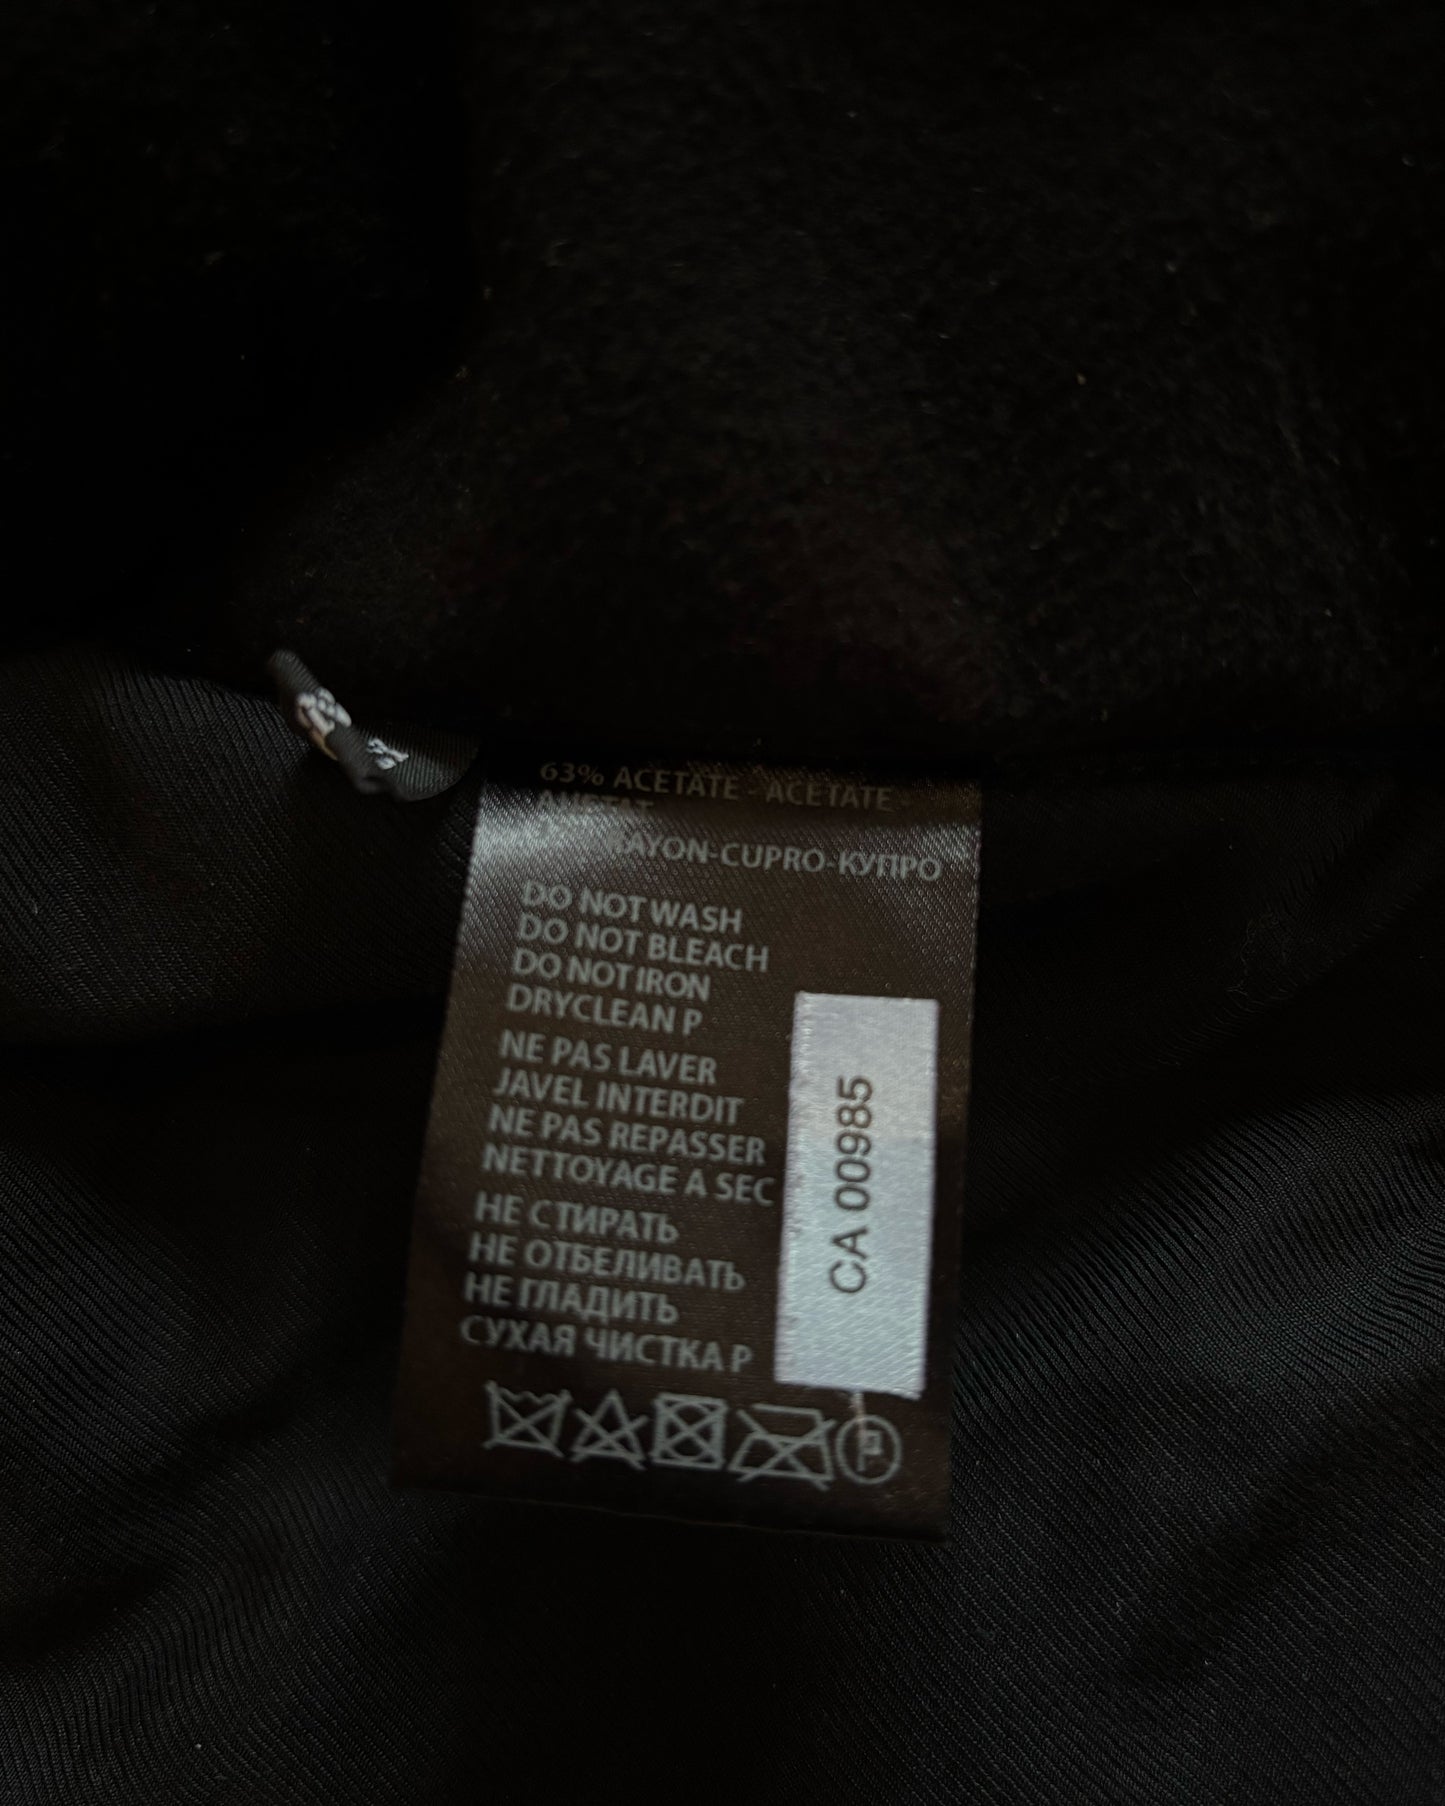 63% ACETATE - ACETATE -
АЦЕТАТ
RAYON-CUPRO-КУПРО
DO NOT WASH
DO NOT BLEACH
DO NOT IRON
DRYCLEAN P
NE PAS LAVER
JAVEL INTERDIT
NE PAS REPASSER
NETTOYAGE A SEC
НЕ СТИРАТЬ
НЕ ОТБЕЛИВАТЬ
НЕ ГЛАДИТЬ
СУХАЯ ЧИСТКА Р
P
CA 00985